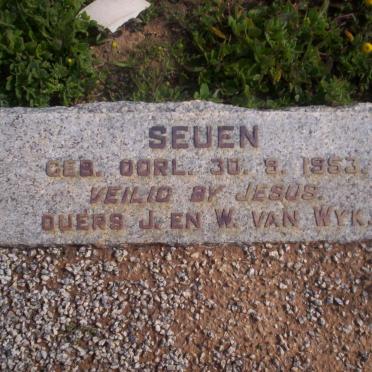 SEUEN
GEB. OORL. 30. 9. 1953.
VEILIG BY JESUS.
OUERS J. EN W. VAN WYK.